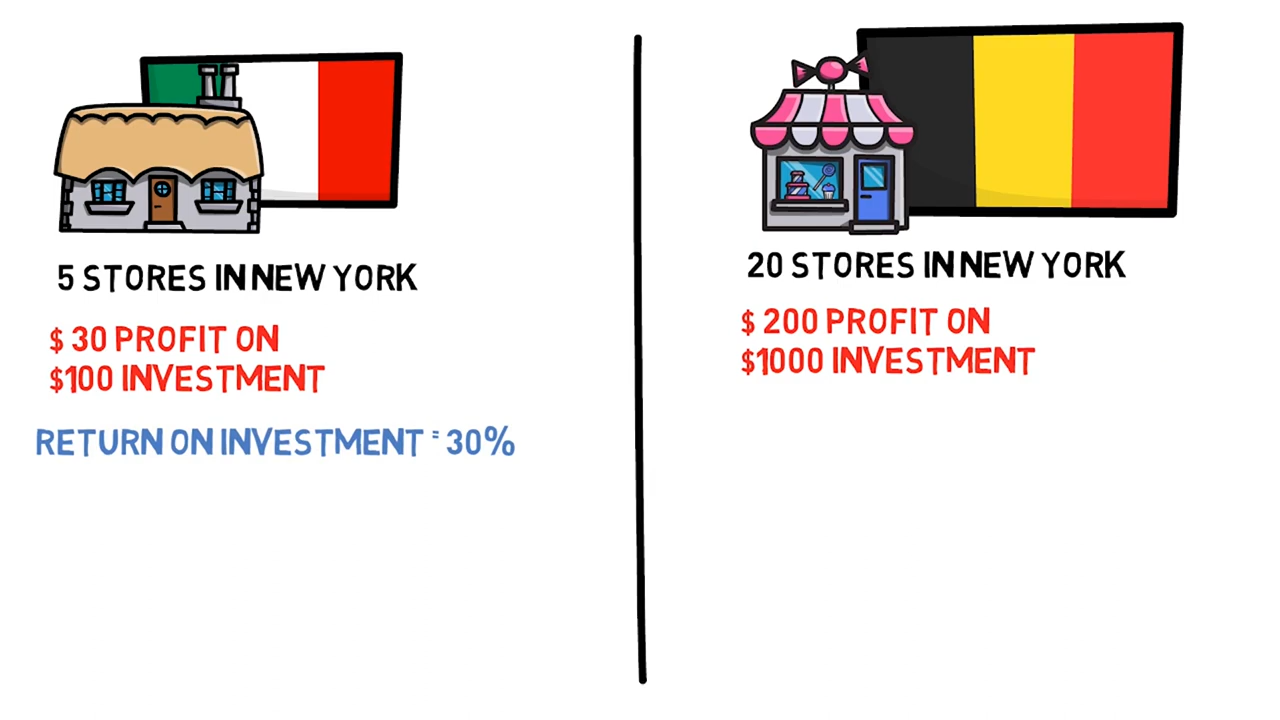 5 STORES IN NEW YORK
$ 30 PROFIT ON
$100 INVESTMENT
RETURN ON INVESTMENT = 30%
20 STORES IN NEW YORK
$ 200 PROFIT ON
$1000 INVESTMENT